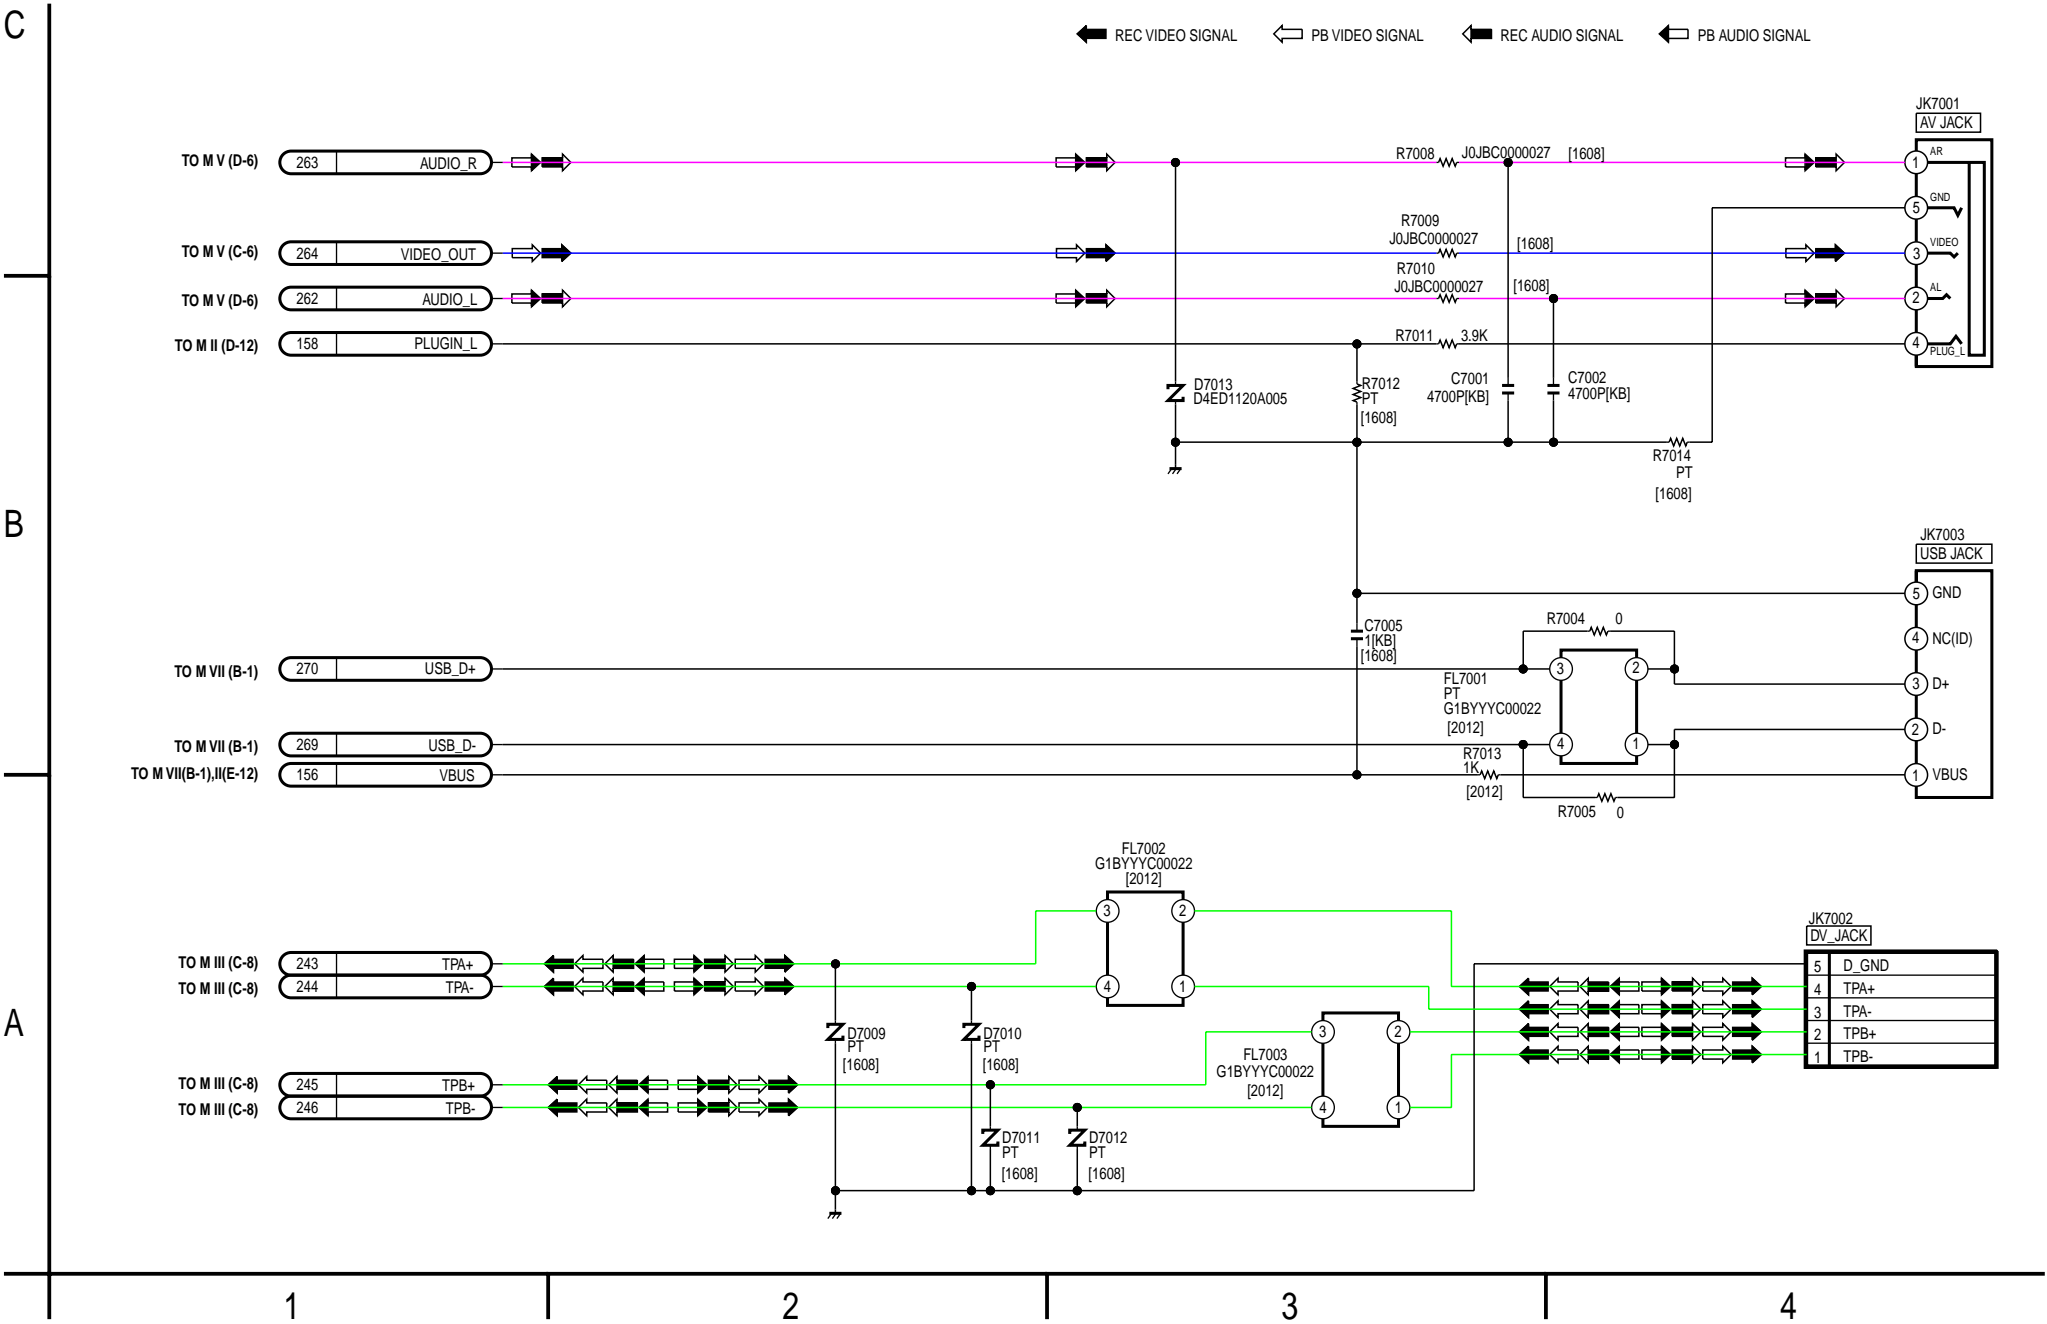 C
REC VIDEO SIGNAL
PB VIDEO SIGNAL
REC AUDIO SIGNAL
PB AUDIO SIGNAL
JK7001
AV JACK
TO M V (D-6)
263
AUDIO_R
R7008
J0JBC0000027
[1608]
1
AR
5
GND
R7009
J0JBC0000027
[1608]
TO M V (C-6)
264
VIDEO_OUT
3
VIDEO
R7010
J0JBC0000027
[1608]
TO M V (D-6)
262
AUDIO_L
2
AL
TO M II (D-12)
158
PLUGIN_L
R7011
3.9K
4
PLUG_L
D7013
D4ED1120A005
R7012
PT
[1608]
C7001
4700P[KB]
C7002
4700P[KB]
R7014
PT
[1608]
B
JK7003
USB JACK
5
GND
C7005
1[KB]
[1608]
R7004
0
4
NC(ID)
TO M VII (B-1)
270
USB_D+
3
2
FL7001
PT
G1BYYYC00022
[2012]
3
D+
TO M VII (B-1)
269
USB_D-
4
1
2
D-
TO M VII(B-1),II(E-12)
156
VBUS
R7013
1K
[2012]
1
VBUS
R7005
0
FL7002
G1BYYYC00022
[2012]
3
2
4
1
JK7002
DV_JACK
TO M III (C-8)
243
TPA+
TO M III (C-8)
244
TPA-
5
D_GND
4
TPA+
3
TPA-
2
TPB+
1
TPB-
A
D7009
PT
[1608]
D7010
PT
[1608]
FL7003
G1BYYYC00022
[2012]
3
2
4
1
TO M III (C-8)
245
TPB+
TO M III (C-8)
246
TPB-
D7011
PT
[1608]
D7012
PT
[1608]
1
2
3
4